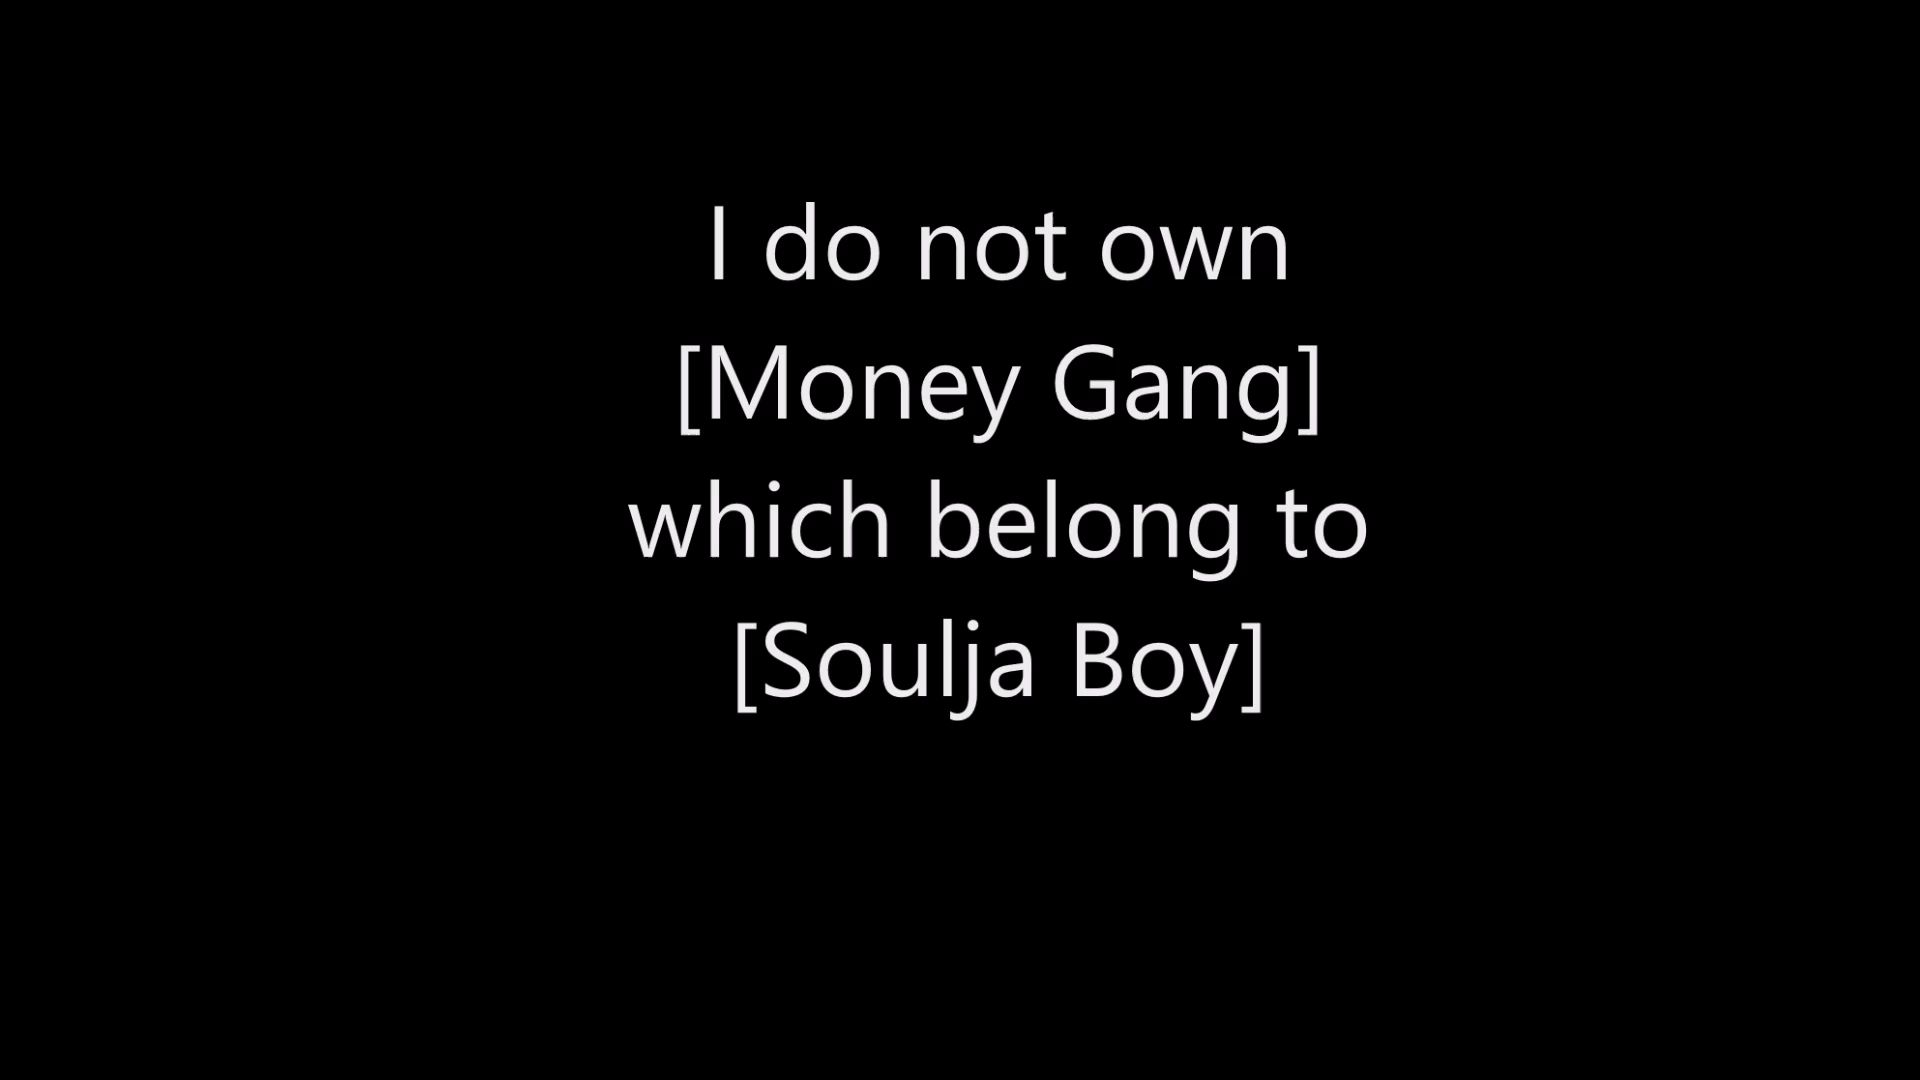 I do not own
[Money Gang]
which belong to
[Soulja Boy]